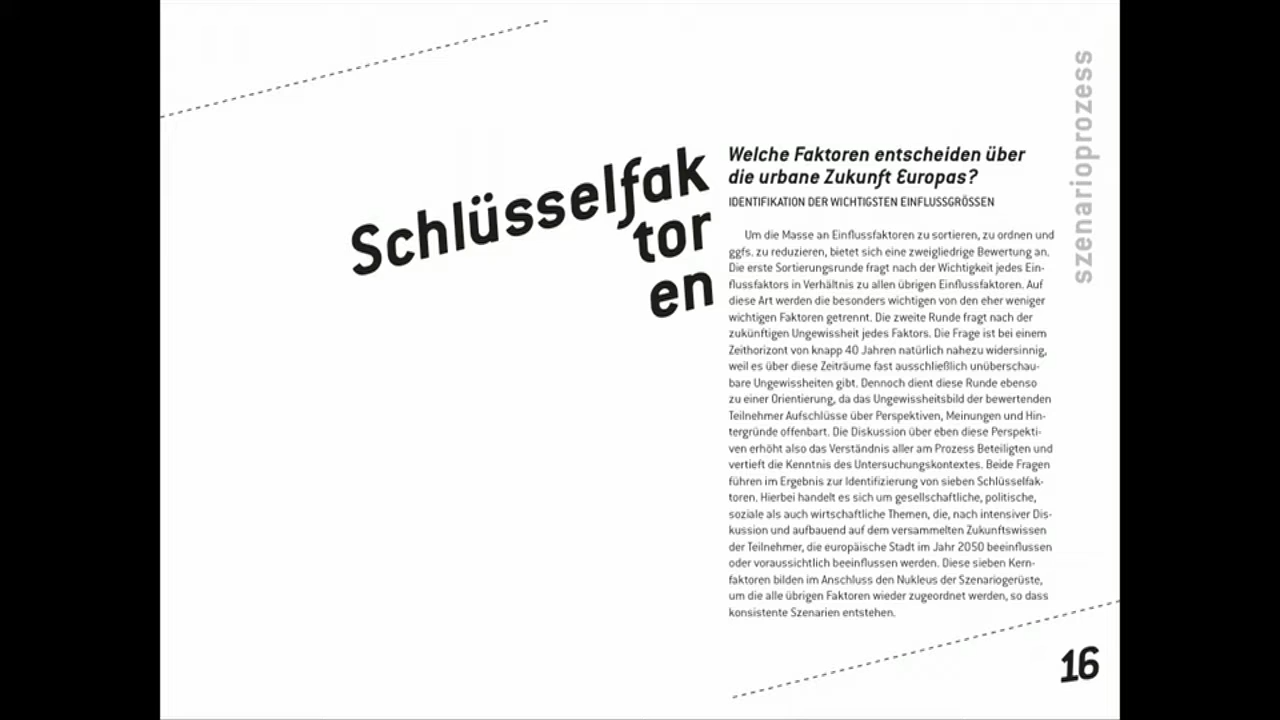 Schlüsselfak
tor
en
Welche Faktoren entscheiden über
die urbane Zukunft Europas?
IDENTIFIKATION DER WICHTIGSTEN EINFLUSSGRÖSSEN
Um die Masse an Einflussfaktoren zu sortieren, zu ordnen und
ggfs. zu reduzieren, bietet sich eine zweigliedrige Bewertung an.
Die erste Sortierungsrunde fragt nach der Wichtigkeit jedes Ein-
flussfaktors in Verhältnis zu allen übrigen Einflussfaktoren. Auf
diese Art werden die besonders wichtigen von den eher weniger
wichtigen Faktoren getrennt. Die zweite Runde fragt nach der
zukünftigen Ungewissheit jedes Faktors. Die Frage ist bei einem
Zeithorizont von knapp 40 Jahren natürlich nahezu widersinnig,
weil es über diese Zeiträume fast ausschließlich unüberschau-
bare Ungewissheiten gibt. Dennoch dient diese Runde ebenso
zu einer Orientierung, da das Ungewissheitsbild der bewertenden
Teilnehmer Aufschlüsse über Perspektiven, Meinungen und Hin-
tergründe offenbart. Die Diskussion über eben diese Perspekti-
ven erhöht also das Verständnis aller am Prozess Beteiligten und
vertieft die Kenntnis des Untersuchungskontextes. Beide Fragen
führen im Ergebnis zur Identifizierung von sieben Schlüsselfak-
toren. Hierbei handelt es sich um gesellschaftliche, politische,
soziale als auch wirtschaftliche Themen, die, nach intensiver Dis-
kussion und aufbauend auf dem versammelten Zukunftswissen
der Teilnehmer, die europäische Stadt im Jahr 2050 beeinflussen
oder voraussichtlich beeinflussen werden. Diese sieben Kern-
faktoren bilden im Anschluss den Nukleus der Szenariogerüste,
um die alle übrigen Faktoren wieder zugeordnet werden, so dass
konsistente Szenarien entstehen.
szenarioprozess
16